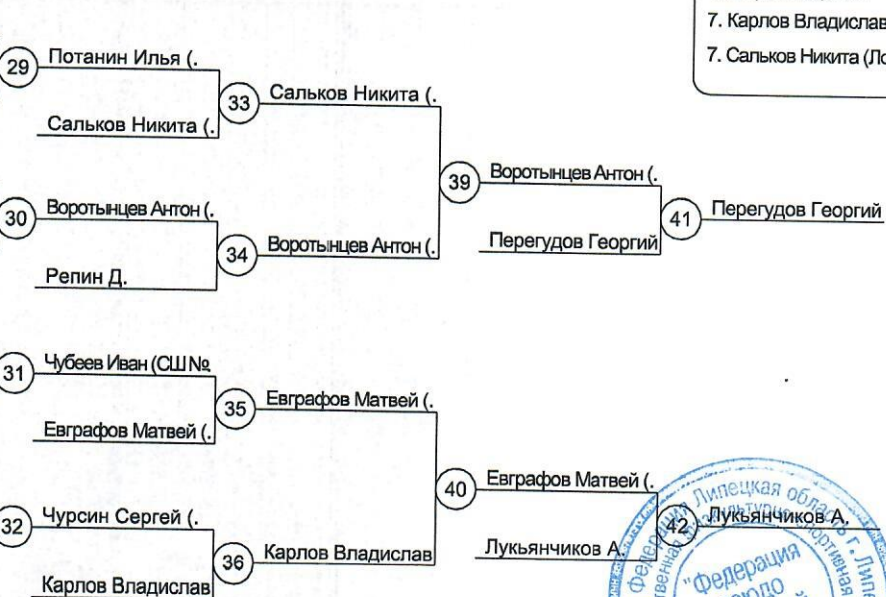 7. Карлов Владислав
7. Сальков Никита (Ло
29 Потанин Илья (.
33 Сальков Никита (.
Сальков Никита (.
39 Воротынцев Антон (.
30 Воротынцев Антон (.
41 Перегудов Георгий
34 Воротынцев Антон (.
Перегудов Георгий
Репин Д.
31 Чубеев Иван (СШ №
35 Евграфов Матвей (.
Евграфов Матвей (.
40 Евграфов Матвей (.
32 Чурсин Сергей (.
42 Лукьянчиков А.
36 Карлов Владислав
Лукьянчиков А.
Карлов Владислав
Липецкая
"Федерация